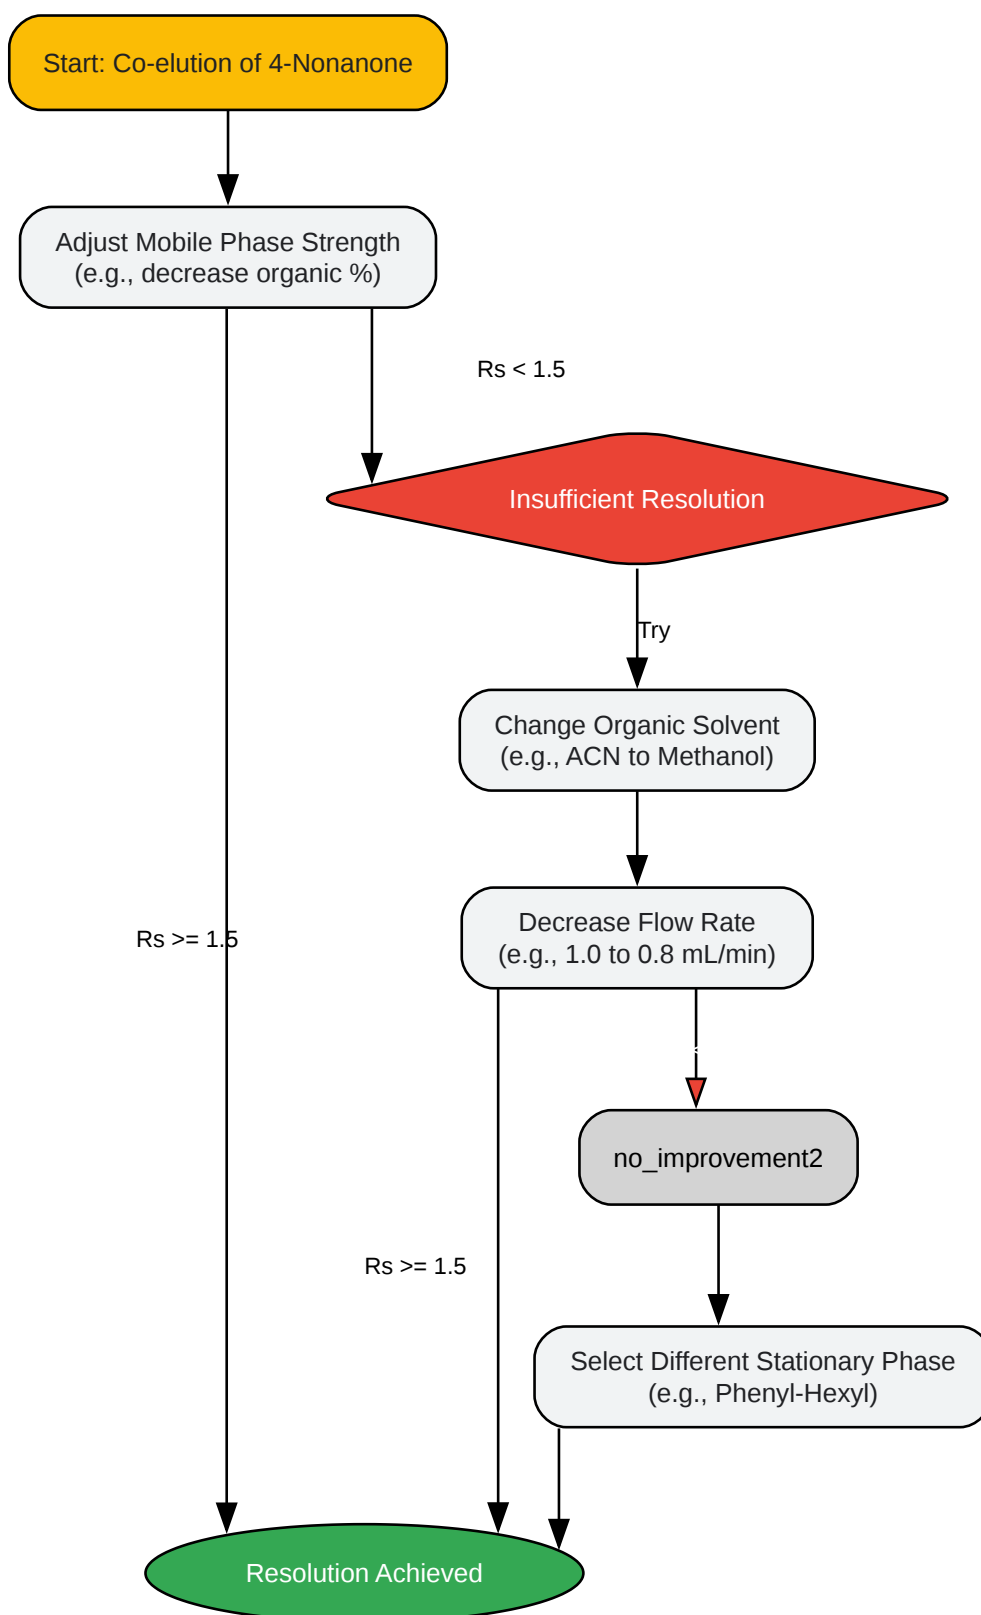 Start: Co-elution of 4-Nonanone
Adjust Mobile Phase Strength
(e.g., decrease organic %)
Rs < 1.5
Insufficient Resolution
Try
Change Organic Solvent
(e.g., ACN to Methanol)
Decrease Flow Rate
(e.g., 1.0 to 0.8 mL/min)
Rs >= 1.5
no_improvement2
Rs >= 1.5
Select Different Stationary Phase
(e.g., Phenyl-Hexyl)
Resolution Achieved